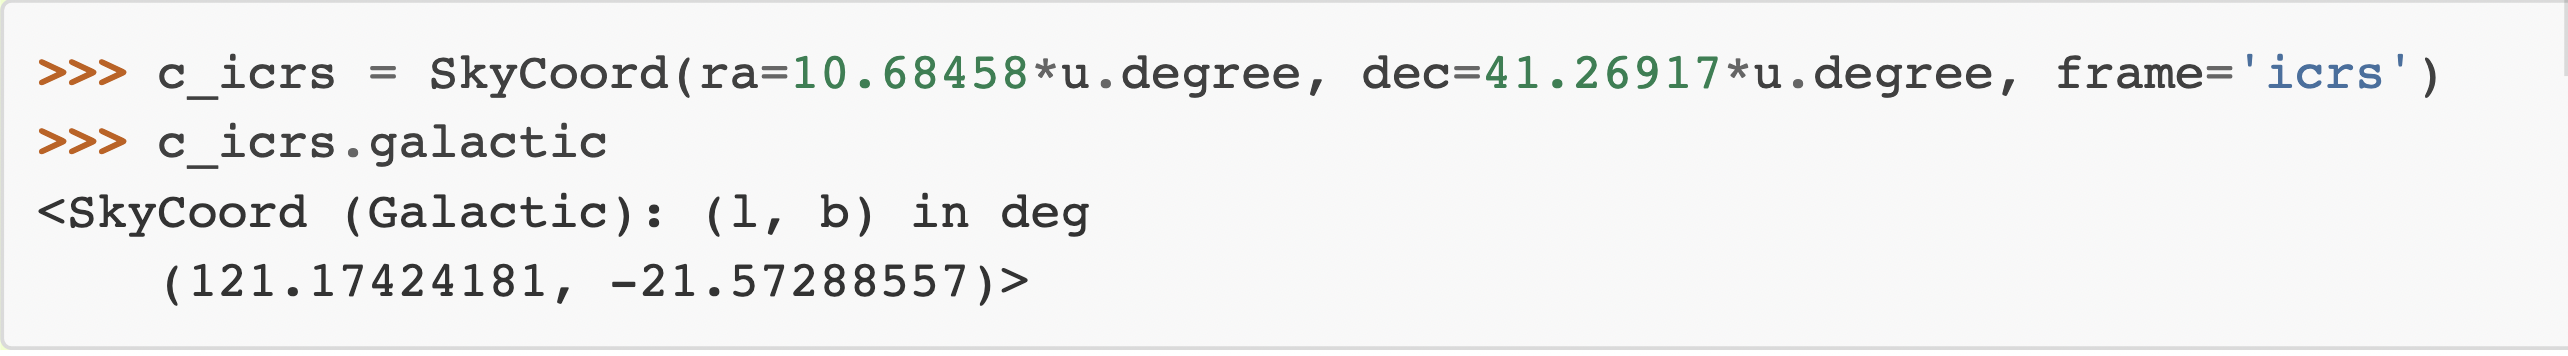 >>> c_icrs = SkyCoord(ra=10.68458*u.degree, dec=41.26917*u.degree, frame='icrs')
>>> c_icrs.galactic
<SkyCoord (Galactic): (l, b) in deg
    (121.17424181, -21.57288557)>